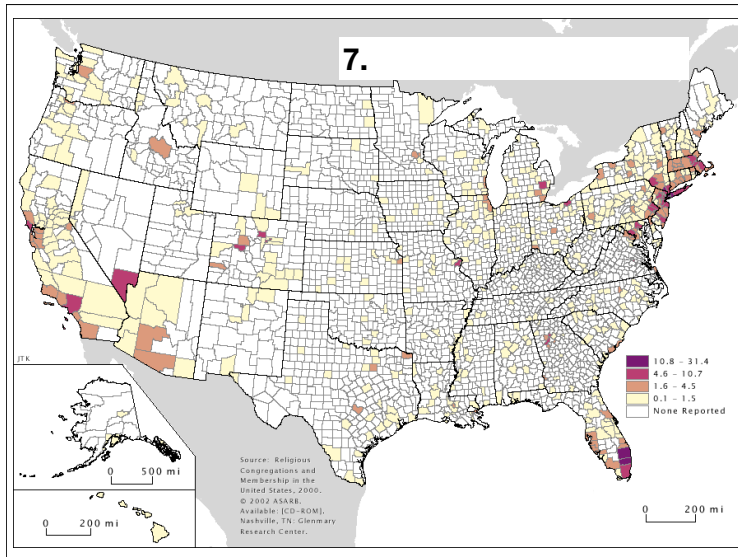 7.
JTK
10.8 - 31.4
4.6 - 10.7
1.6 - 4.5
0.1 - 1.5
None Reported
0 500 mi
0 200 mi
Source: Religious
Congregations and
Membership in the
United States, 2000.
© 2002 ASARB.
Available: [CD-ROM].
Nashville, TN: Glenmary
Research Center.
0 200 mi